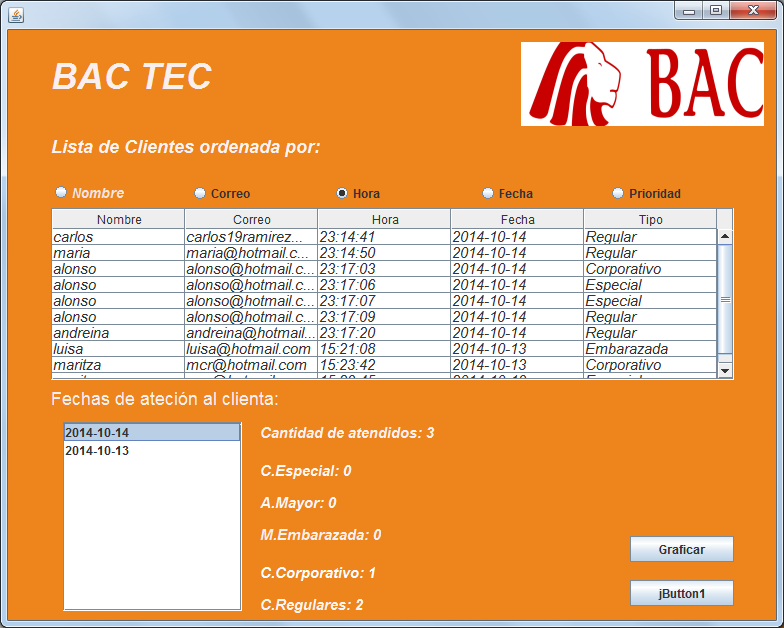 BAC TEC
BAC
Lista de Clientes ordenada por:
Nombre Correo Hora Fecha Prioridad
Nombre Correo Hora Fecha Tipo
carlos carlos19ramirez... 23:14:41 2014-10-14 Regular
maria maria@hotmail.c... 23:14:50 2014-10-14 Regular
alonso alonso@hotmail.c... 23:17:03 2014-10-14 Corporativo
alonso alonso@hotmail.c... 23:17:06 2014-10-14 Especial
alonso alonso@hotmail.c... 23:17:07 2014-10-14 Especial
alonso alonso@hotmail.c... 23:17:09 2014-10-14 Regular
andreina andreina@hotmail... 23:17:20 2014-10-14 Regular
luisa luisa@hotmail.com 15:21:08 2014-10-13 Embarazada
maritza mcr@hotmail.com 15:23:42 2014-10-13 Corporativo
Fechas de ateción al clienta:
2014-10-14
2014-10-13
Cantidad de atendidos: 3
C.Especial: 0
A.Mayor: 0
M.Embarazada: 0
C.Corporativo: 1
C.Regulares: 2
Graficar
jButton1